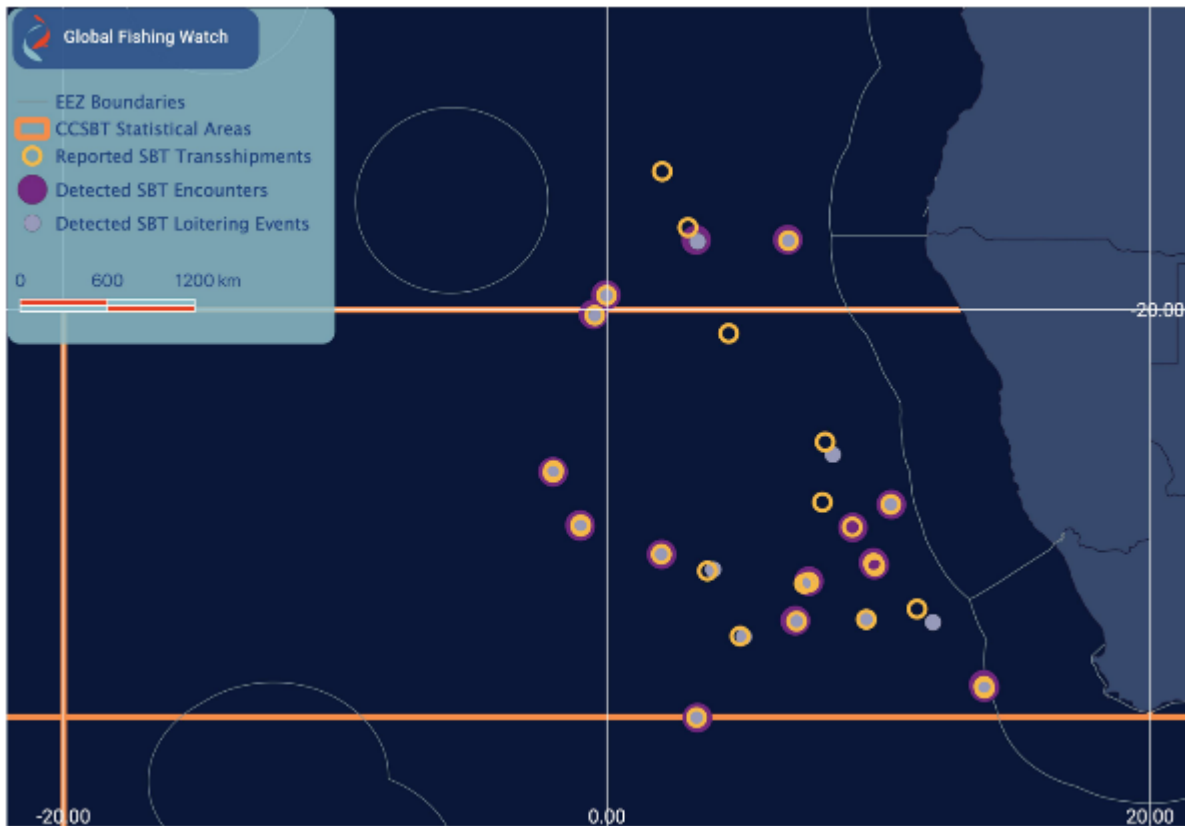 Global Fishing Watch
EEZ Boundaries
CCSBT Statistical Areas
Reported SBT Transshipments
Detected SBT Encounters
Detected SBT Loitering Events
0 600 1200 km
-20.00
-20.00 0.00 20.00